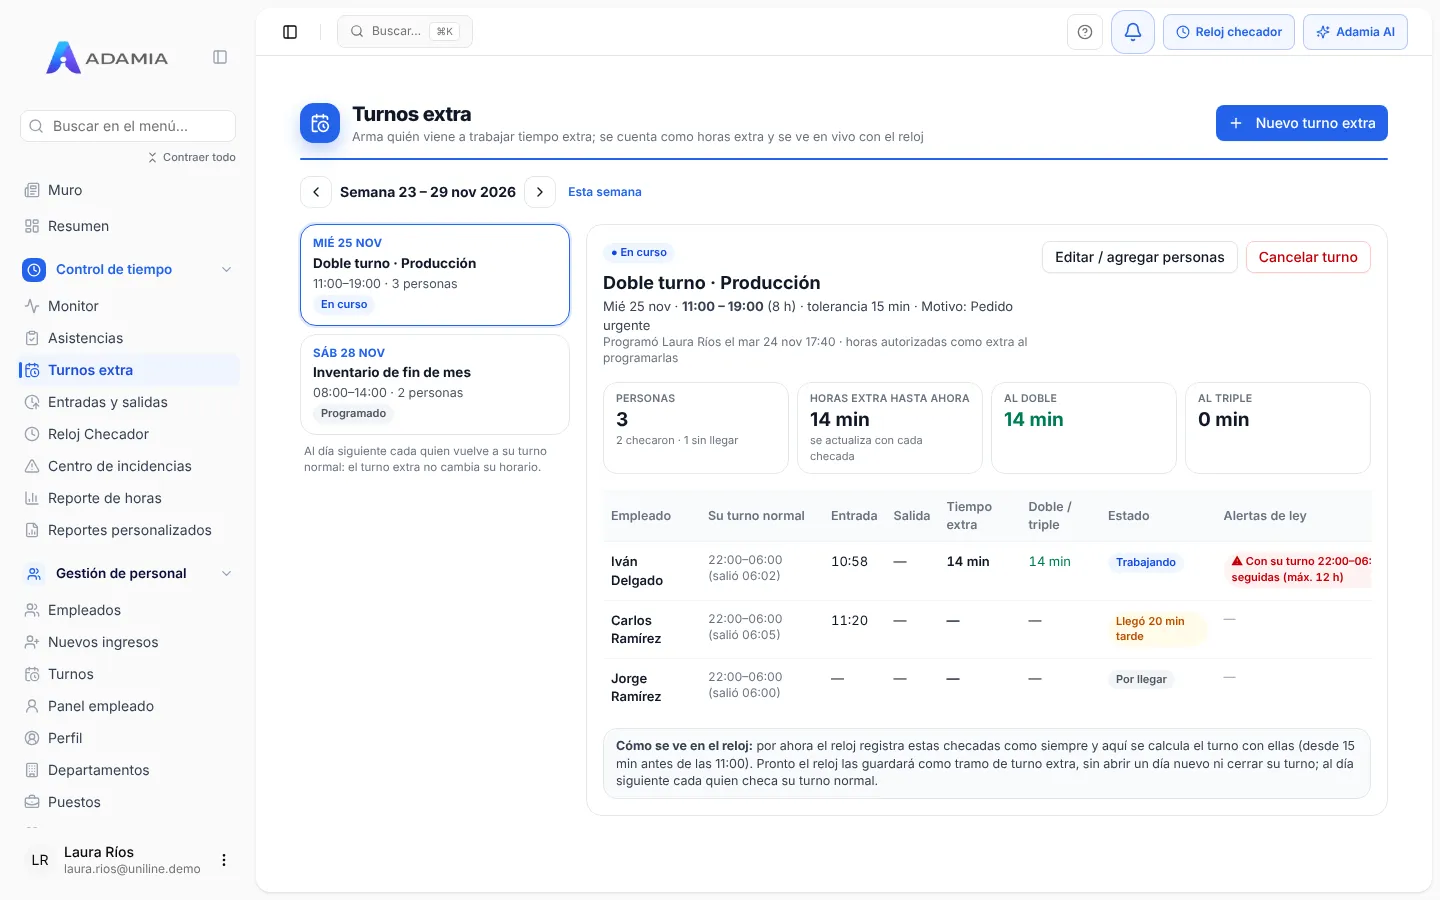 ADAMIA
Buscar en el menú...
Contraer todo
Muro
Resumen
Control de tiempo
Monitor
Asistencias
Turnos extra
Entradas y salidas
Reloj Checador
Centro de incidencias
Reporte de horas
Reportes personalizados
Gestión de personal
Empleados
Nuevos ingresos
Turnos
Panel empleado
Perfil
Departamentos
Puestos
LR
Laura Ríos
laura.rios@uniline.demo
Buscar... ⌘K
Reloj checador
Adamia AI
Turnos extra
Arma quién viene a trabajar tiempo extra; se cuenta como horas extra y se ve en vivo con el reloj
+ Nuevo turno extra
Semana 23 – 29 nov 2026
Esta semana
MIÉ 25 NOV
Doble turno · Producción
11:00–19:00 · 3 personas
En curso
SÁB 28 NOV
Inventario de fin de mes
08:00–14:00 · 2 personas
Programado
Al día siguiente cada quien vuelve a su turno
normal: el turno extra no cambia su horario.
• En curso
Editar / agregar personas
Cancelar turno
Doble turno · Producción
Mié 25 nov · 11:00 – 19:00 (8 h) · tolerancia 15 min · Motivo: Pedido
urgente
Programó Laura Ríos el mar 24 nov 17:40 · horas autorizadas como extra al
programarlas
PERSONAS
3
2 checaron · 1 sin llegar
HORAS EXTRA HASTA AHORA
14 min
se actualiza con cada
checada
AL DOBLE
14 min
AL TRIPLE
0 min
Empleado Su turno normal Entrada Salida Tiempo extra Doble / triple Estado Alertas de ley
Iván Delgado 22:00–06:00 (salió 06:02) 10:58 — 14 min 14 min Trabajando ⚠ Con su turno 22:00–06: seguidas (máx. 12 h)
Carlos Ramírez 22:00–06:00 (salió 06:05) 11:20 — — — Llegó 20 min tarde —
Jorge Ramírez 22:00–06:00 (salió 06:00) — — — — Por llegar —
Cómo se ve en el reloj: por ahora el reloj registra estas checadas como siempre y aquí se calcula el turno con ellas (desde 15
min antes de las 11:00). Pronto el reloj las guardará como tramo de turno extra, sin abrir un día nuevo ni cerrar su turno; al día
siguiente cada quien checa su turno normal.